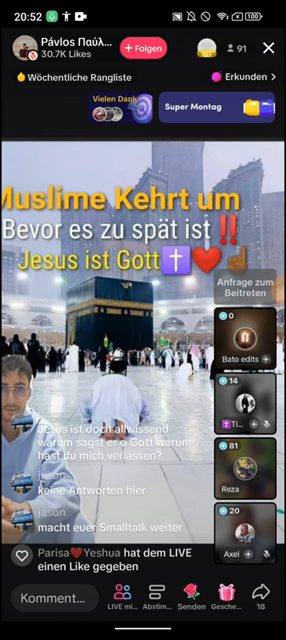 20:52
100
Pávlos Παύλ...
30.7K Likes
+ Folgen
91
Wöchentliche Rangliste
Erkunden >
Vielen Dank
Super Montag
Muslime Kehrt um
Bevor es zu spät ist‼️
Jesus ist Gott✝️❤️☝🏾
Anfrage zum
Beitreten
0
Bato edits
14
✝️Ti...
81
Reza
20
Axel
Jesus ist doch allwissend
warum sagst er o Gott warum
hast du mich verlassen?
jason
keine Antworten hier
jason
macht euer Smalltalk weiter
Parisa❤️Yeshua hat dem LIVE
einen Like gegeben
Komment...
LIVE mi...
Abstim...
Senden
Gesche...
18